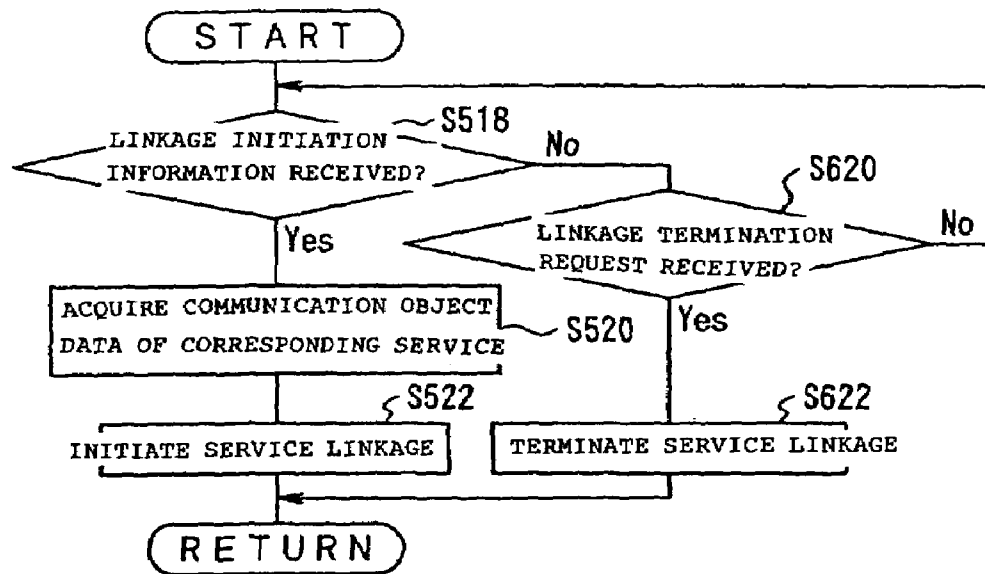 START
S518
LINKAGE INITIATION
INFORMATION RECEIVED?
No
S620
Yes
LINKAGE TERMINATION
REQUEST RECEIVED?
No
ACQUIRE COMMUNICATION OBJECT
DATA OF CORRESPONDING SERVICE
S520
Yes
S522
INITIATE SERVICE LINKAGE
S622
TERMINATE SERVICE LINKAGE
RETURN